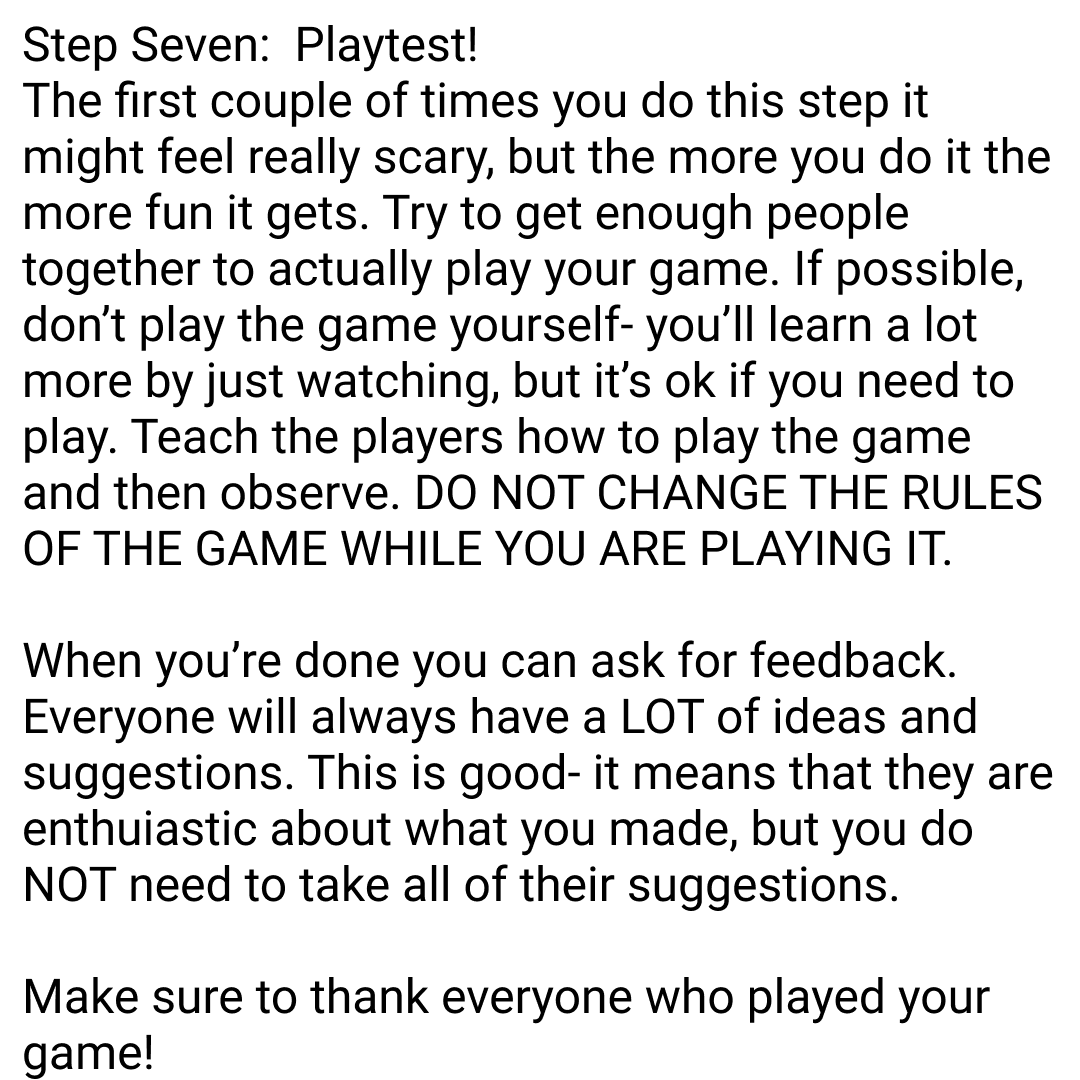 Step Seven:  Playtest!
The first couple of times you do this step it
might feel really scary, but the more you do it the
more fun it gets. Try to get enough people
together to actually play your game. If possible,
don’t play the game yourself- you’ll learn a lot
more by just watching, but it’s ok if you need to
play. Teach the players how to play the game
and then observe. DO NOT CHANGE THE RULES
OF THE GAME WHILE YOU ARE PLAYING IT.

When you’re done you can ask for feedback.
Everyone will always have a LOT of ideas and
suggestions. This is good- it means that they are
enthuiastic about what you made, but you do
NOT need to take all of their suggestions.

Make sure to thank everyone who played your
game!